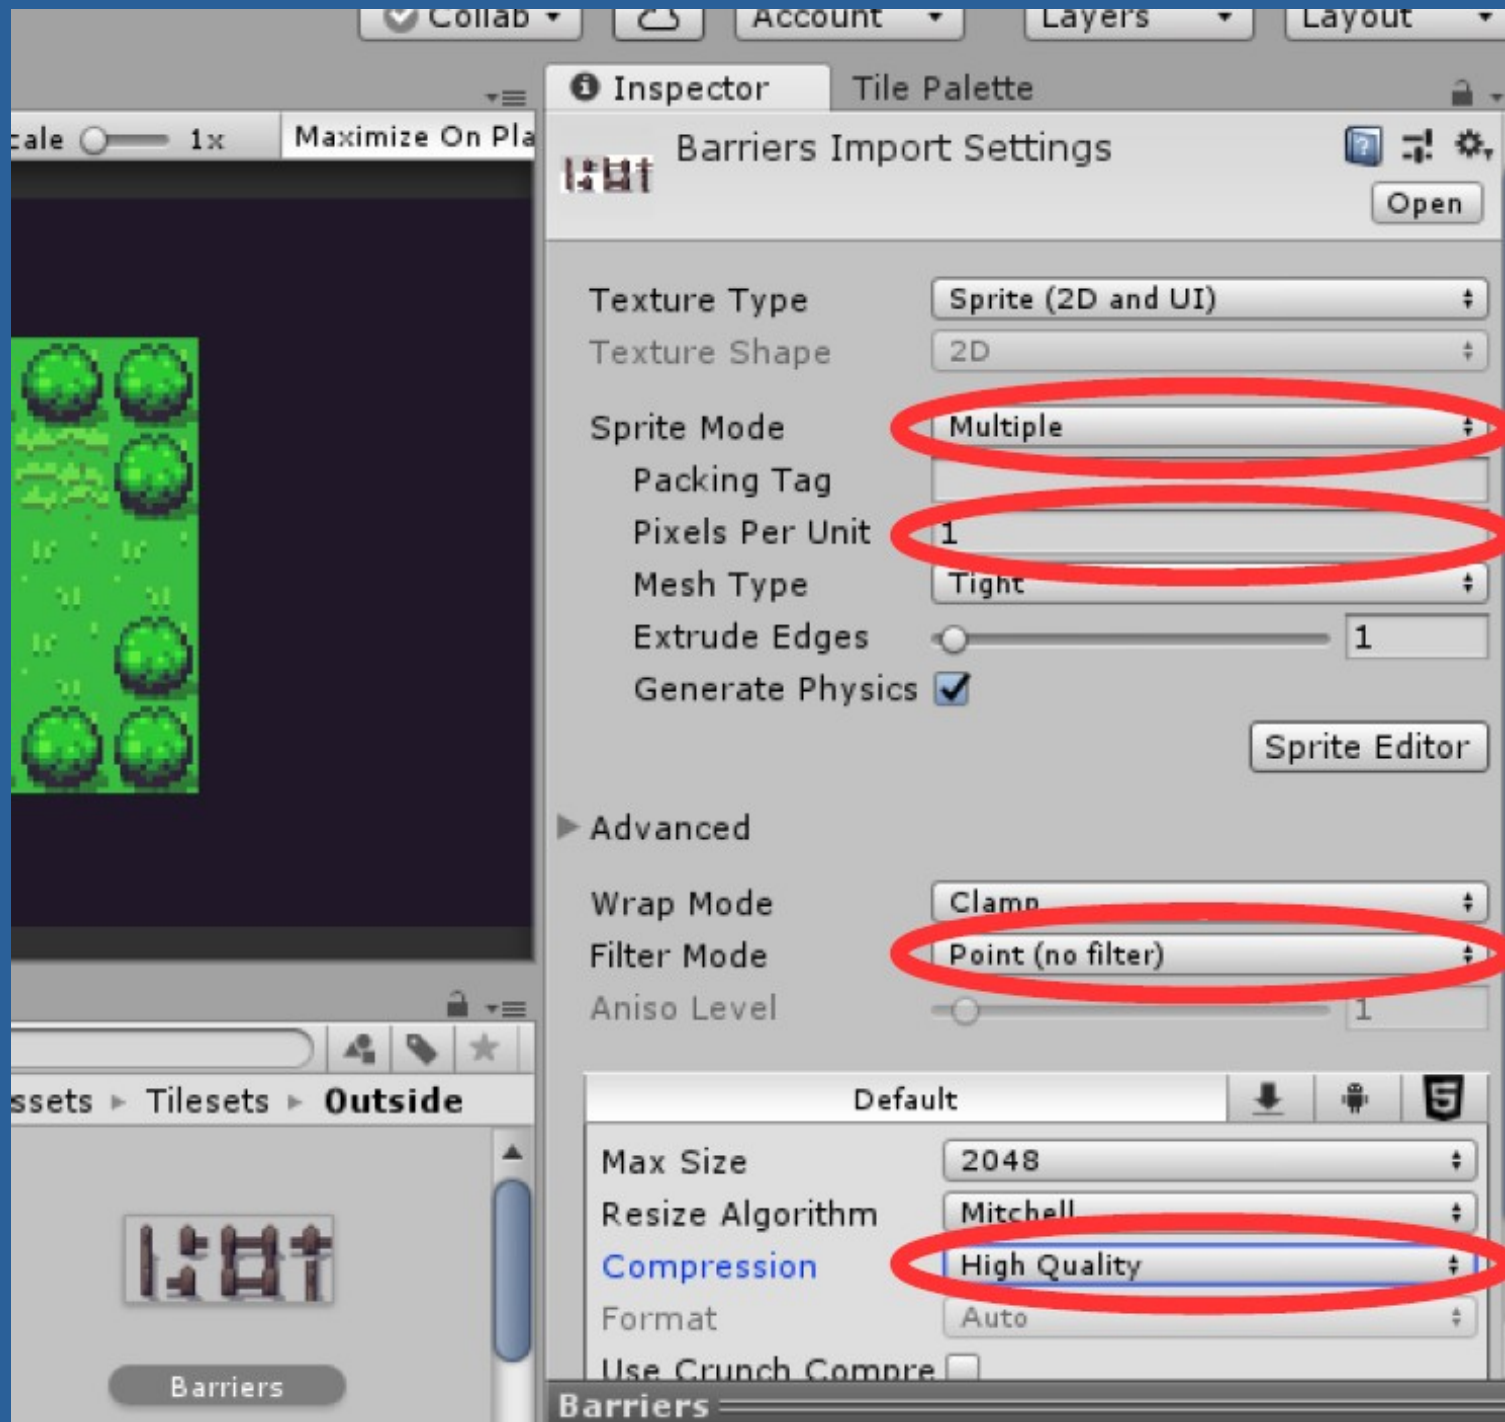 Collab
Account
Layers
Layout
Inspector
Tile Palette
cale
1x
Maximize On Pla
Barriers Import Settings
Open
Texture Type
Sprite (2D and UI)
Texture Shape
2D
Sprite Mode
Multiple
Packing Tag
Pixels Per Unit
1
Mesh Type
Tight
Extrude Edges
1
Generate Physics
Sprite Editor
Advanced
Wrap Mode
Clamp
Filter Mode
Point (no filter)
Aniso Level
1
ssets ▸ Tilesets ▸ Outside
Default
Max Size
2048
Resize Algorithm
Mitchell
Compression
High Quality
Format
Auto
Use Crunch Compre
Barriers
Barriers